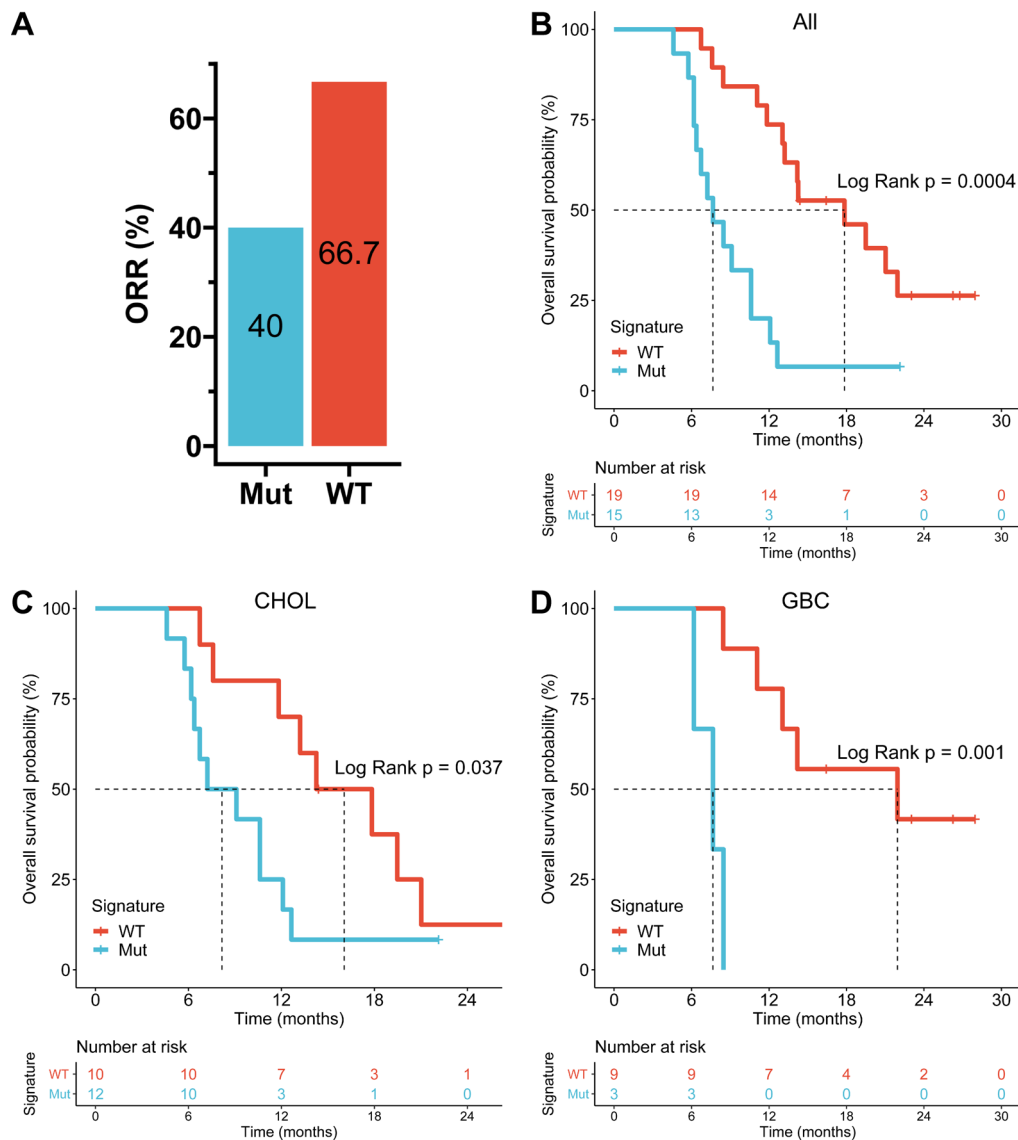 A
ORR (%)
60
40
20
0
40
66.7
Mut
WT
B
All
Overall survival probability (%)
100
75
50
25
0
Log Rank p = 0.0004
Signature
WT
Mut
0 6 12 18 24 30
Time (months)
Number at risk
Signature
WT 19 19 14 7 3 0
Mut 15 13 3 1 0 0
0 6 12 18 24 30
Time (months)
C
CHOL
Overall survival probability (%)
100
75
50
25
0
Log Rank p = 0.037
Signature
WT
Mut
0 6 12 18 24
Time (months)
Number at risk
Signature
WT 10 10 7 3 1
Mut 12 10 3 1 0
0 6 12 18 24
Time (months)
D
GBC
Overall survival probability (%)
100
75
50
25
0
Log Rank p = 0.001
Signature
WT
Mut
0 6 12 18 24 30
Time (months)
Number at risk
Signature
WT 9 9 7 4 2 0
Mut 3 3 0 0 0 0
0 6 12 18 24 30
Time (months)